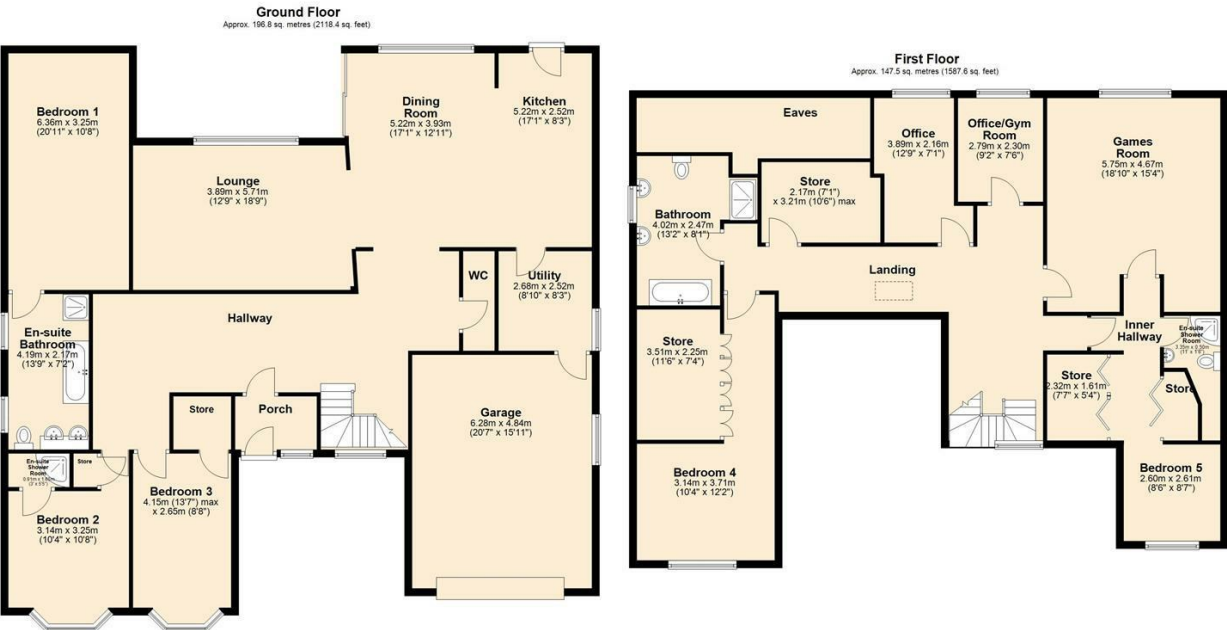 Ground Floor
Approx. 196.8 sq. metres (2118.4 sq. feet)
Bedroom 1
6.36m x 3.25m
(20'11" x 10'8")
Lounge
3.89m x 5.71m
(12'9" x 18'9")
Dining
Room
5.22m x 3.93m
(17'1" x 12'11")
Kitchen
5.22m x 2.52m
(17'1" x 8'3")
WC
Utility
2.68m x 2.52m
(8'10" x 8'3")
Hallway
En-suite
Bathroom
4.19m x 2.17m
(13'9" x 7'2")
Store
Porch
Garage
6.28m x 4.84m
(20'7" x 15'11")
En-suite
Shower
Room
Store
Bedroom 2
3.14m x 3.25m
(10'4" x 10'8")
Bedroom 3
4.15m (13'7") max
x 2.65m (8'8")
First Floor
Approx. 147.5 sq. metres (1587.6 sq. feet)
Eaves
Office
3.89m x 2.16m
(12'9" x 7'1")
Office/Gym
Room
2.79m x 2.30m
(9'2" x 7'6")
Games
Room
5.75m x 4.67m
(18'10" x 15'4")
Store
2.17m (7'1")
x 3.21m (10'6") max
Bathroom
4.02m x 2.47m
(13'2" x 8'1")
Landing
Store
3.51m x 2.25m
(11'6" x 7'4")
Inner
Hallway
En-suite
Shower
Room
Store
2.32m x 1.61m
(7'7" x 5'4")
Store
Bedroom 4
3.14m x 3.71m
(10'4" x 12'2")
Bedroom 5
2.60m x 2.61m
(8'6" x 8'7")